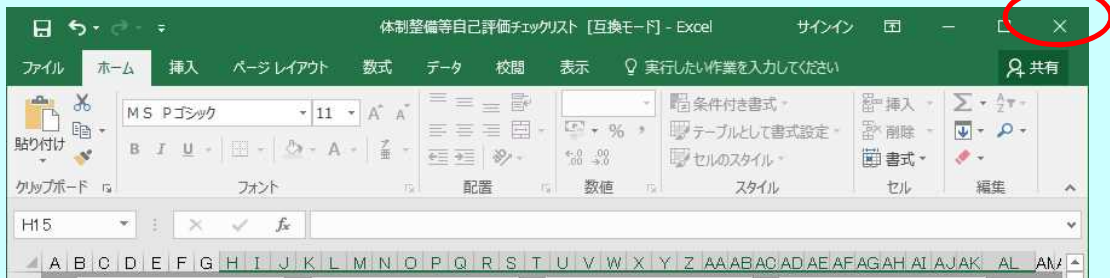 体制整備等自己評価チェックリスト [互換モード] - Excel サインイン
ファイル ホーム 挿入 ページ レイアウト 数式 データ 校閲 表示 実行したい作業を入力してください 共有
貼り付け
MS Pゴシック 11 A A
B I U A 亜
% ,
.00 .0
条件付き書式
テーブルとして書式設定
セルのスタイル
挿入
削除
書式
Σ
クリップボード フォント 配置 数値 スタイル セル 編集
H15 fx
A B C D E F G H I J K L M N O P Q R S T U V W X Y Z AA AB AC AD AE AF AG AH AI AJ AK AL